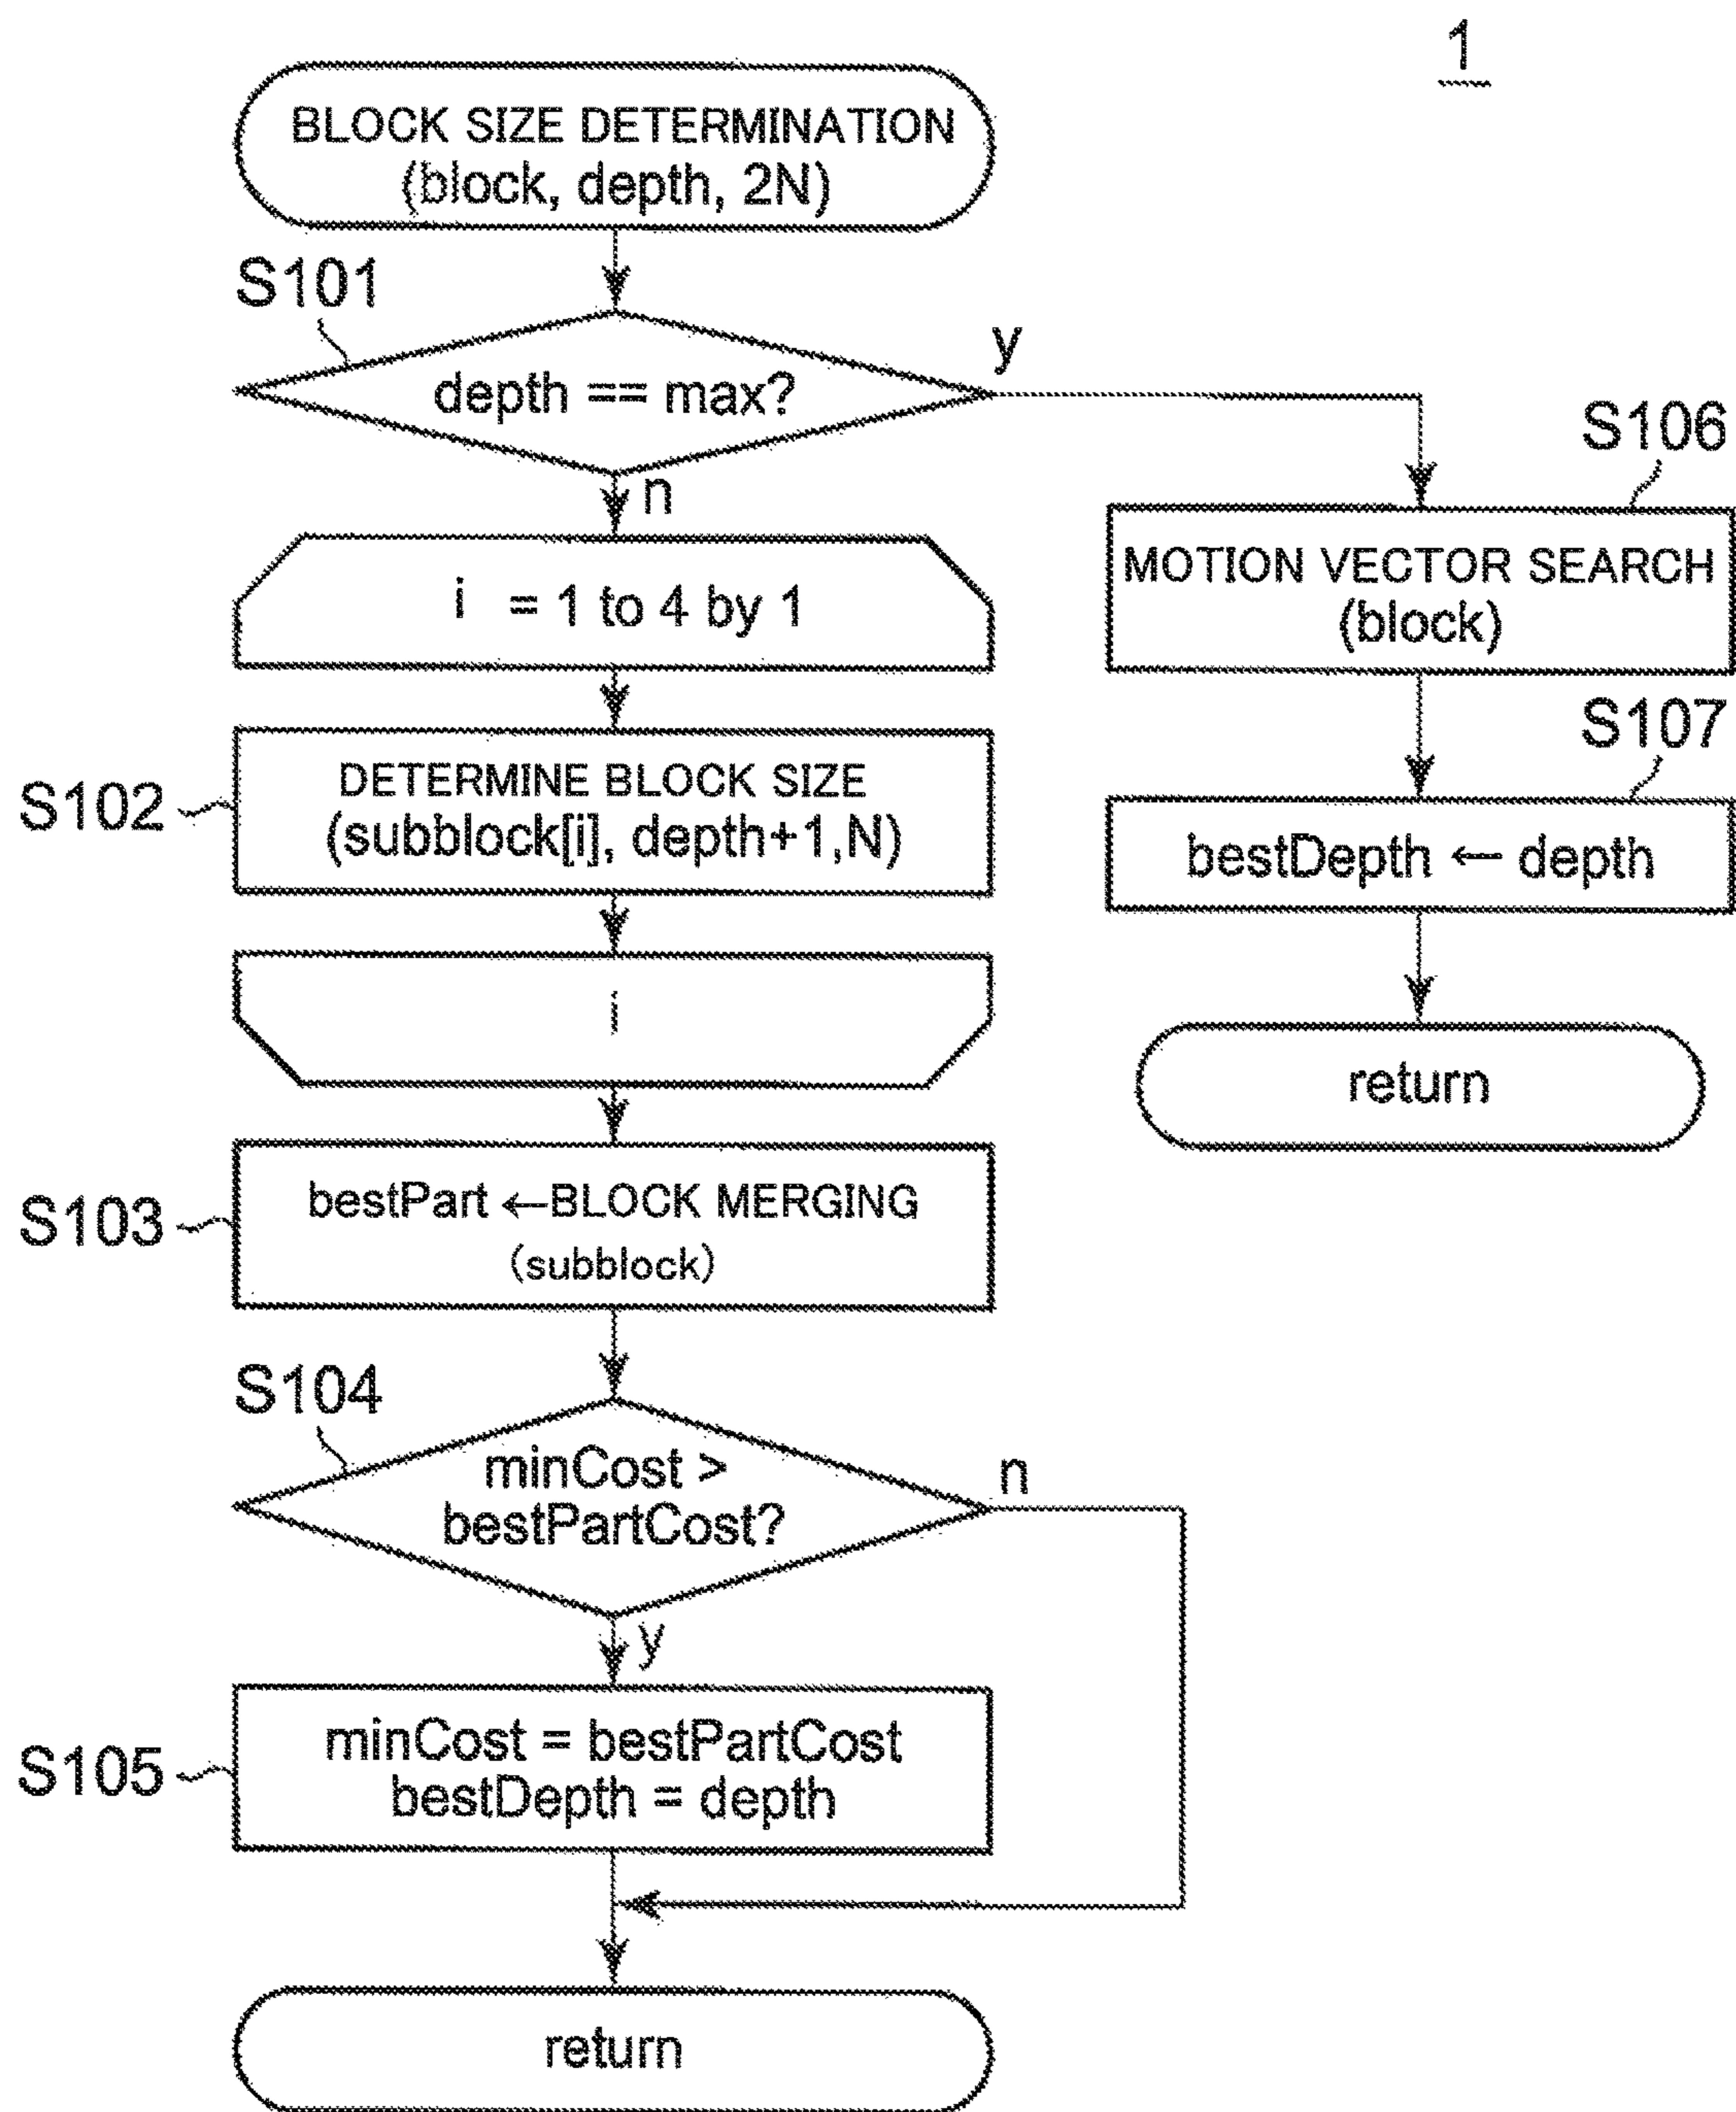 1
BLOCK SIZE DETERMINATION
(block, depth, 2N)
S101
depth == max?
y
n
i = 1 to 4 by 1
S102
DETERMINE BLOCK SIZE
(subblock[i], depth+1,N)
i
S103
bestPart ←BLOCK MERGING
(subblock)
S104
minCost >
bestPartCost?
n
y
S105
minCost = bestPartCost
bestDepth = depth
return
S106
MOTION VECTOR SEARCH
(block)
S107
bestDepth ← depth
return